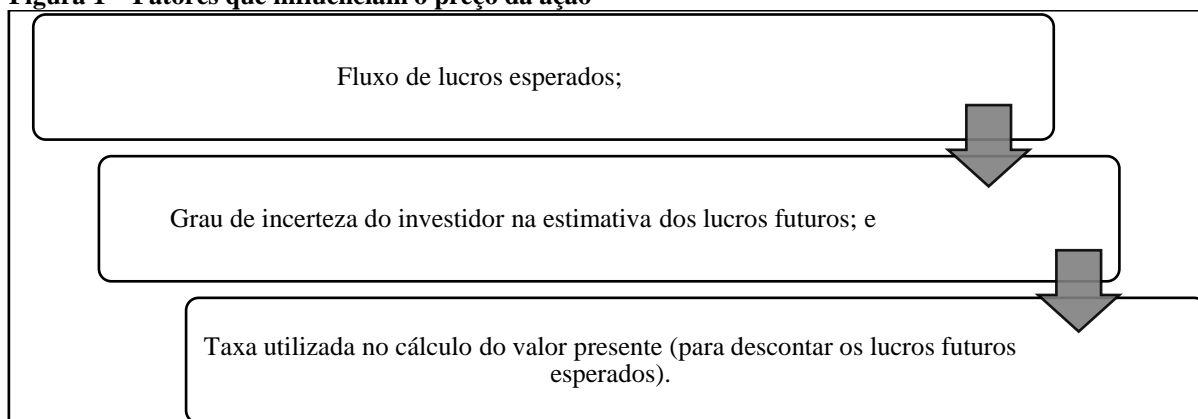 Figura 1 – Fatores que influenciam o preço da ação
Fluxo de lucros esperados;
Grau de incerteza do investidor na estimativa dos lucros futuros; e
Taxa utilizada no cálculo do valor presente (para descontar os lucros futuros
esperados).